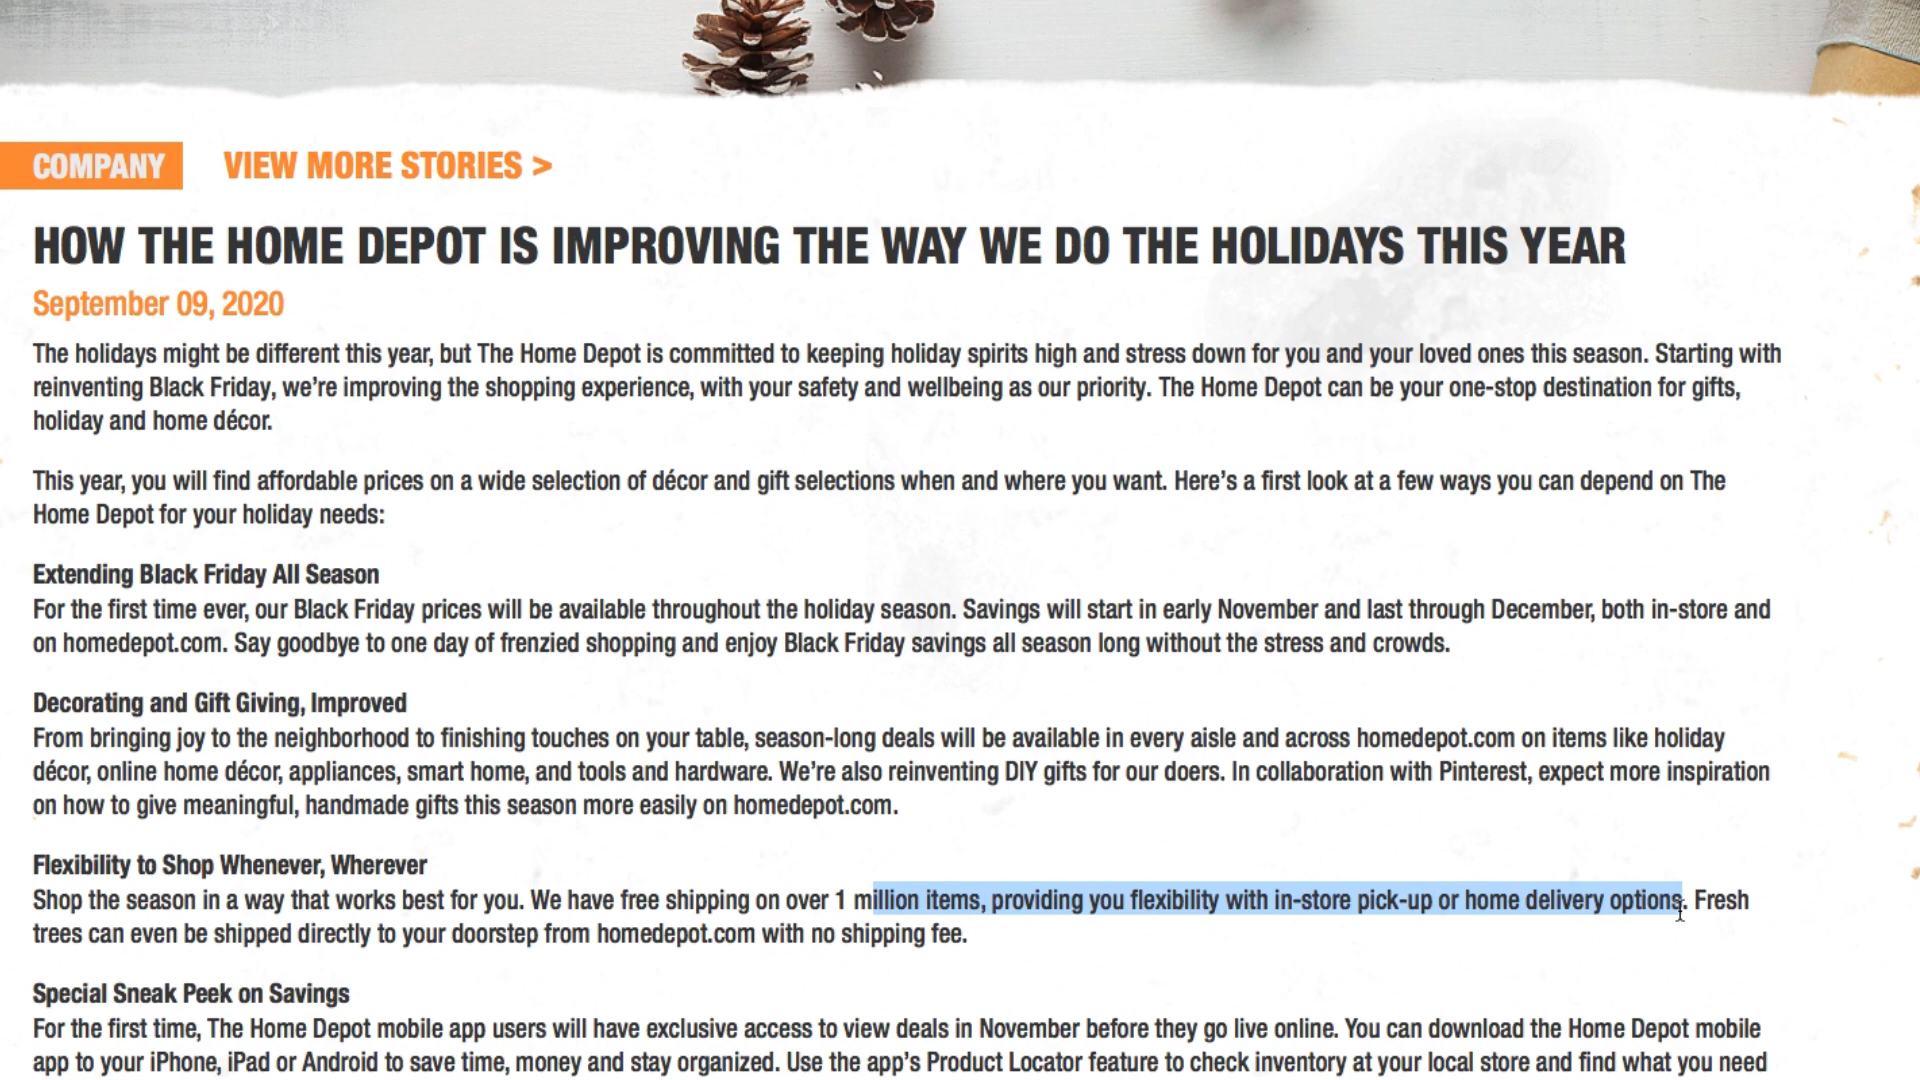 COMPANY VIEW MORE STORIES >
HOW THE HOME DEPOT IS IMPROVING THE WAY WE DO THE HOLIDAYS THIS YEAR
September 09, 2020
The holidays might be different this year, but The Home Depot is committed to keeping holiday spirits high and stress down for you and your loved ones this season. Starting with
reinventing Black Friday, we’re improving the shopping experience, with your safety and wellbeing as our priority. The Home Depot can be your one-stop destination for gifts,
holiday and home décor.
This year, you will find affordable prices on a wide selection of décor and gift selections when and where you want. Here’s a first look at a few ways you can depend on The
Home Depot for your holiday needs:
Extending Black Friday All Season
For the first time ever, our Black Friday prices will be available throughout the holiday season. Savings will start in early November and last through December, both in-store and
on homedepot.com. Say goodbye to one day of frenzied shopping and enjoy Black Friday savings all season long without the stress and crowds.
Decorating and Gift Giving, Improved
From bringing joy to the neighborhood to finishing touches on your table, season-long deals will be available in every aisle and across homedepot.com on items like holiday
décor, online home décor, appliances, smart home, and tools and hardware. We’re also reinventing DIY gifts for our doers. In collaboration with Pinterest, expect more inspiration
on how to give meaningful, handmade gifts this season more easily on homedepot.com.
Flexibility to Shop Whenever, Wherever
Shop the season in a way that works best for you. We have free shipping on over 1 million items, providing you flexibility with in-store pick-up or home delivery options. Fresh
trees can even be shipped directly to your doorstep from homedepot.com with no shipping fee.
Special Sneak Peek on Savings
For the first time, The Home Depot mobile app users will have exclusive access to view deals in November before they go live online. You can download the Home Depot mobile
app to your iPhone, iPad or Android to save time, money and stay organized. Use the app’s Product Locator feature to check inventory at your local store and find what you need